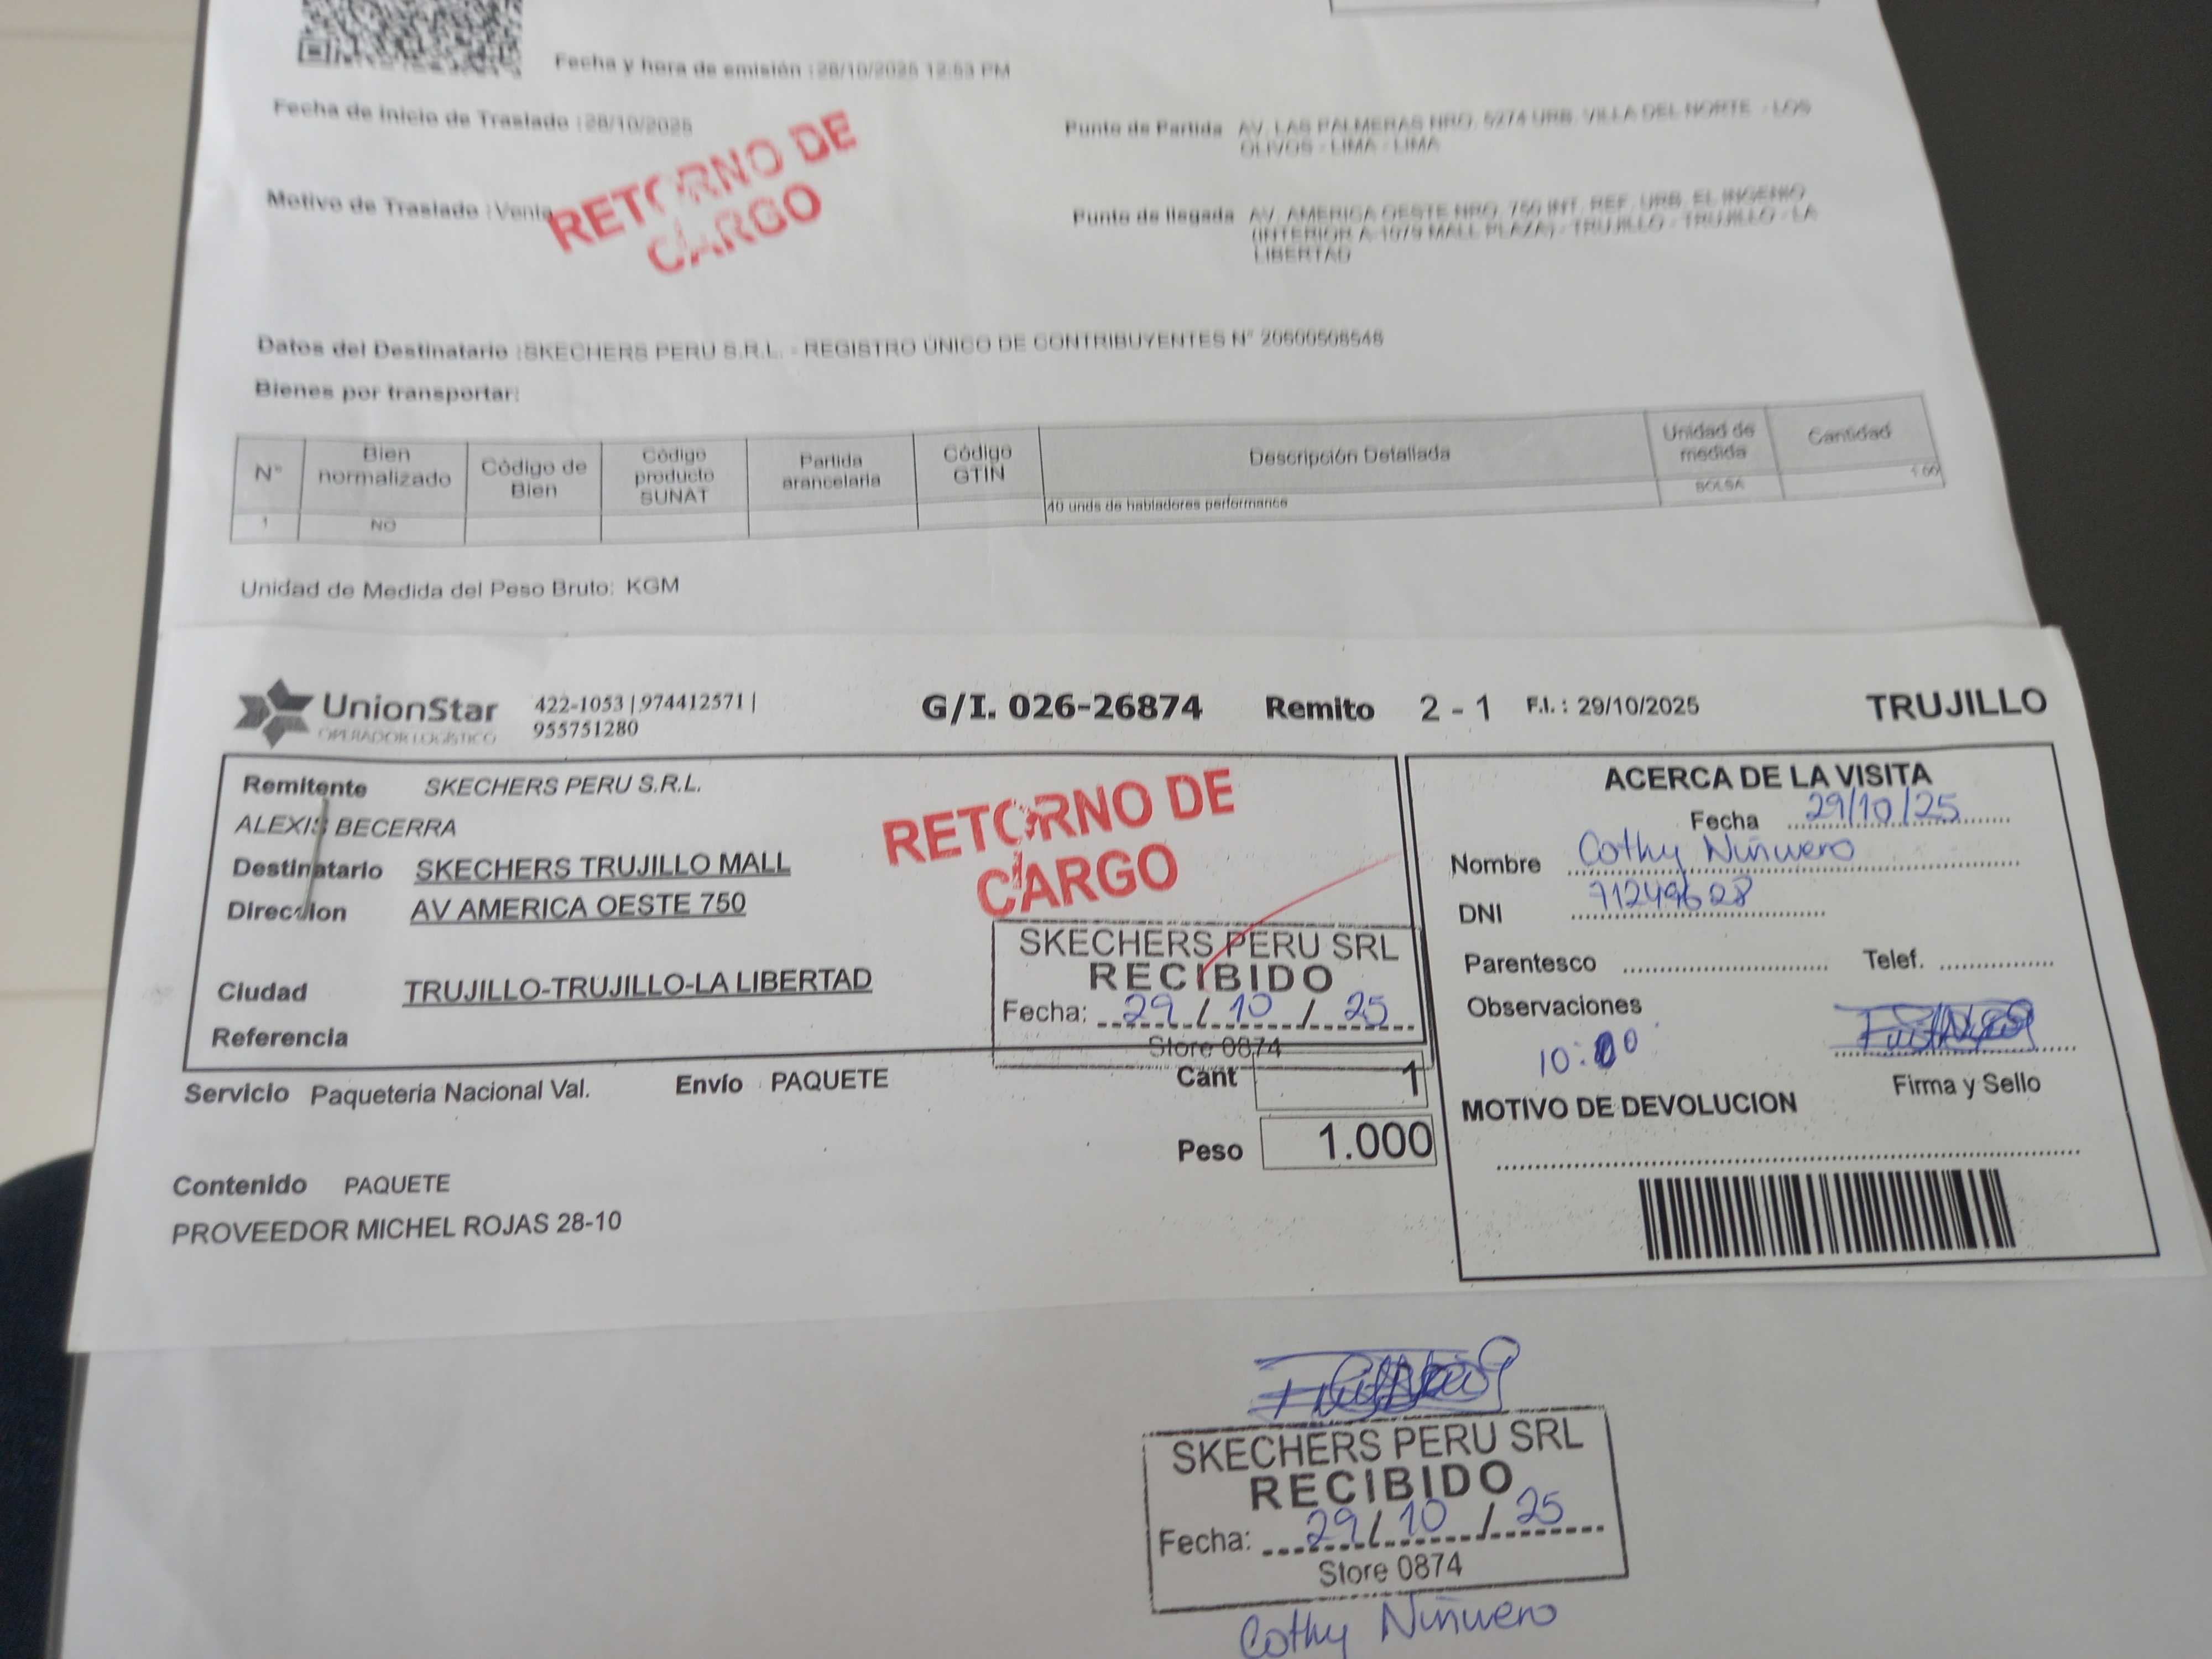 Fecha y hora de emisión : 28/10/2025 12:53 PM
Fecha de Inicio de Traslado : 28/10/2025
Punto de Partida AV. LAS PALMERAS NRO. 5274 URB. VILLA DEL NORTE - LOS
OLIVOS - LIMA - LIMA
Motivo de Traslado : Venta
RETORNO DE
CARGO
Punto de llegada AV. AMERICA OESTE NRO. 750 INT. REF. URB. EL INGENIO
(INTERIOR A-1079 MALL PLAZA) - TRUJILLO - TRUJILLO - LA
LIBERTAD
Datos del Destinatario : SKECHERS PERU S.R.L. - REGISTRO ÚNICO DE CONTRIBUYENTES N° 20600508548
Bienes por transportar:
N° Bien normalizado Código de Bien Código producto SUNAT Partida arancelaria Código GTIN Descripción Detallada Unidad de medida Cantidad
1 NO 40 unds de habladores performance BOLSA 1.00
Unidad de Medida del Peso Bruto: KGM
UnionStar
OPERADOR LOGÍSTICO
422-1053 | 974412571 |
955751280
G/I. 026-26874 Remito 2 - 1 F.I. : 29/10/2025 TRUJILLO
Remitente SKECHERS PERU S.R.L.
ALEXIS BECERRA
Destinatario SKECHERS TRUJILLO MALL
Direccion AV AMERICA OESTE 750
Ciudad TRUJILLO-TRUJILLO-LA LIBERTAD
Referencia
RETORNO DE
CARGO
SKECHERS PERU SRL
RECIBIDO
Fecha: 29 / 10 / 25
Store 0874
Servicio Paqueteria Nacional Val. Envío PAQUETE Cant 1
Peso 1.000
Contenido PAQUETE
PROVEEDOR MICHEL ROJAS 28-10
ACERCA DE LA VISITA
Fecha 29/10/25
Nombre Cathy Niñuero
DNI 71249628
Parentesco Telef.
Observaciones
10:00
Firma y Sello
MOTIVO DE DEVOLUCION
SKECHERS PERU SRL
RECIBIDO
Fecha: 29 / 10 / 25
Store 0874
Cathy Niñuero